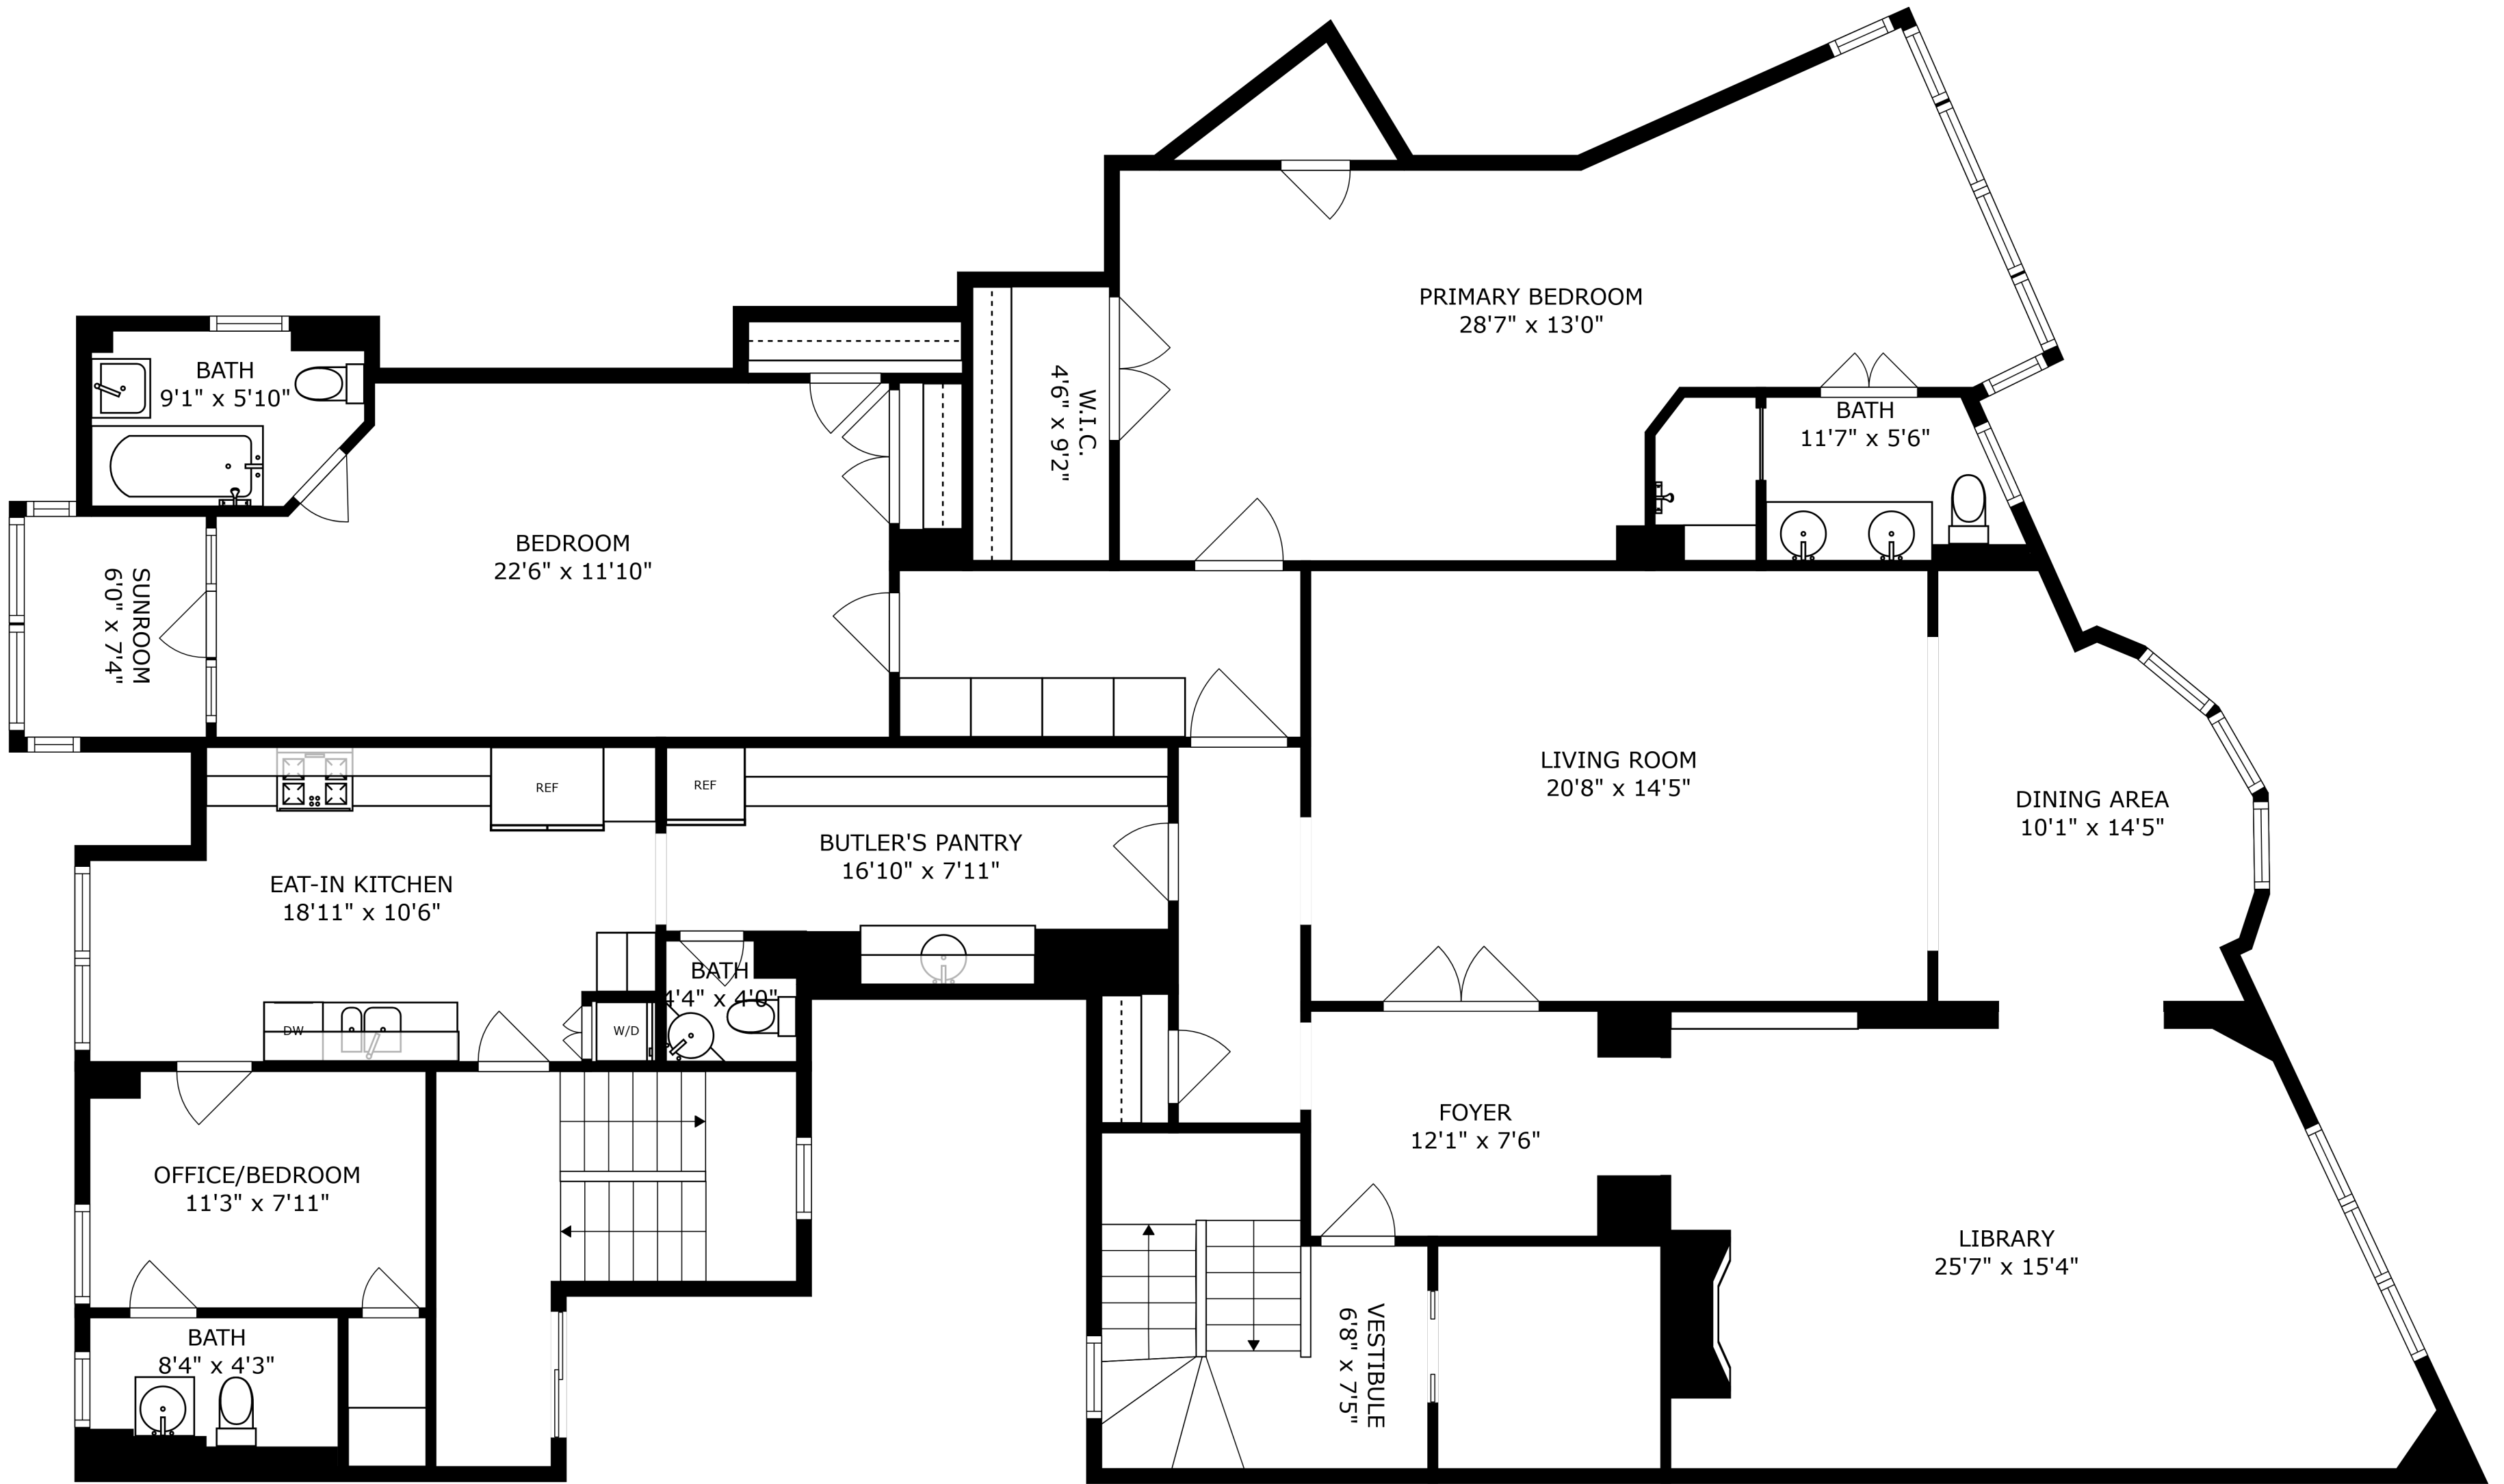 PRIMARY BEDROOM
28'7" x 13'0"
BATH
9'1" x 5'10"
W.I.C.
4'6" x 9'2"
BATH
11'7" x 5'6"
BEDROOM
22'6" x 11'10"
SUNROOM
6'0" x 7'4"
LIVING ROOM
20'8" x 14'5"
DINING AREA
10'1" x 14'5"
REF
REF
BUTLER'S PANTRY
16'10" x 7'11"
EAT-IN KITCHEN
18'11" x 10'6"
BATH
4'4" x 4'0"
DW
W/D
FOYER
12'1" x 7'6"
OFFICE/BEDROOM
11'3" x 7'11"
LIBRARY
25'7" x 15'4"
VESTIBULE
6'8" x 7'5"
BATH
8'4" x 4'3"